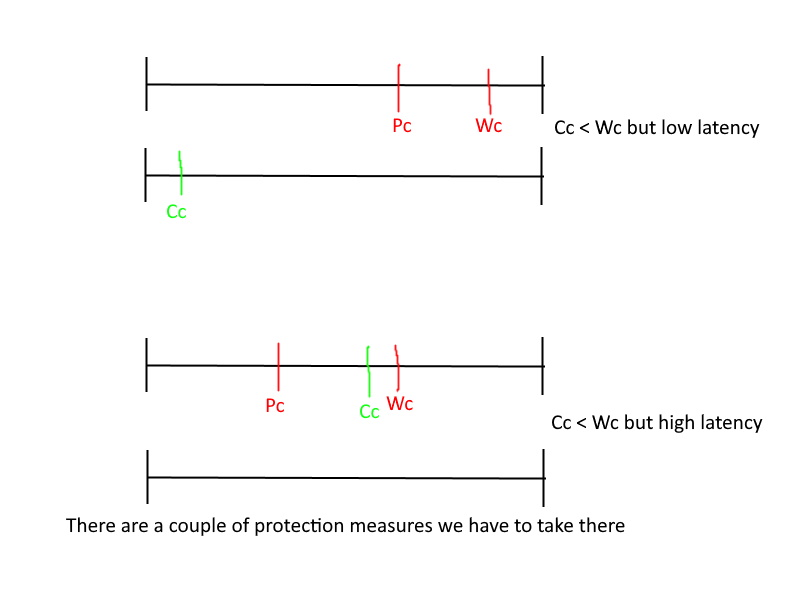 Pc
Wc
Cc < Wc but low latency
Cc
Pc
Cc
Wc
Cc < Wc but high latency
There are a couple of protection measures we have to take there